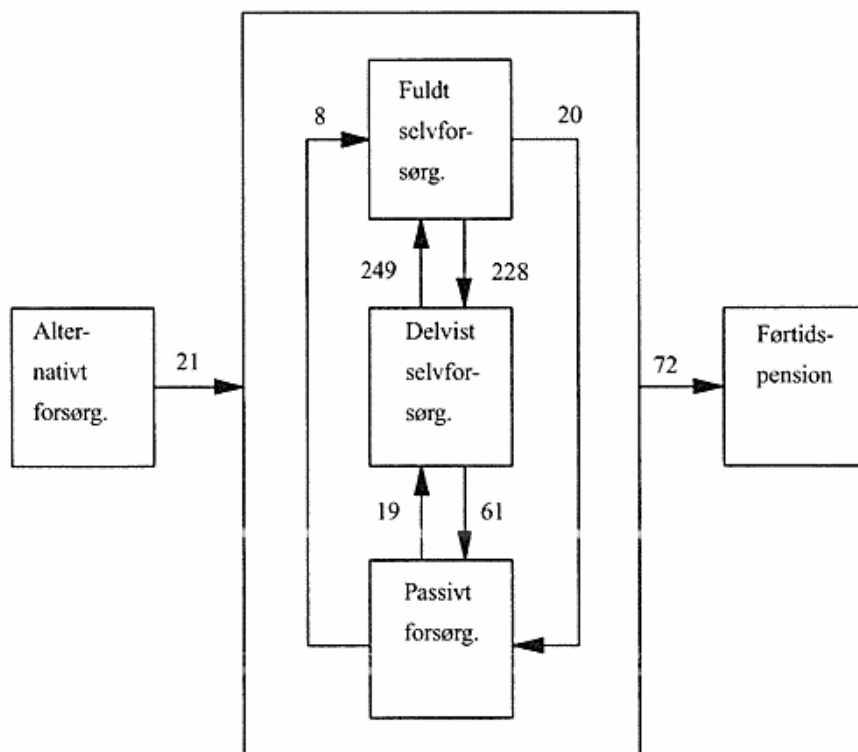 8
Fuldt
selvfor-
sørg.
20
249
228
Alter-
nativt
forsørg.
21
Delvist
selvfor-
sørg.
72
Førtids-
pension
19
61
Passivt
forsørg.